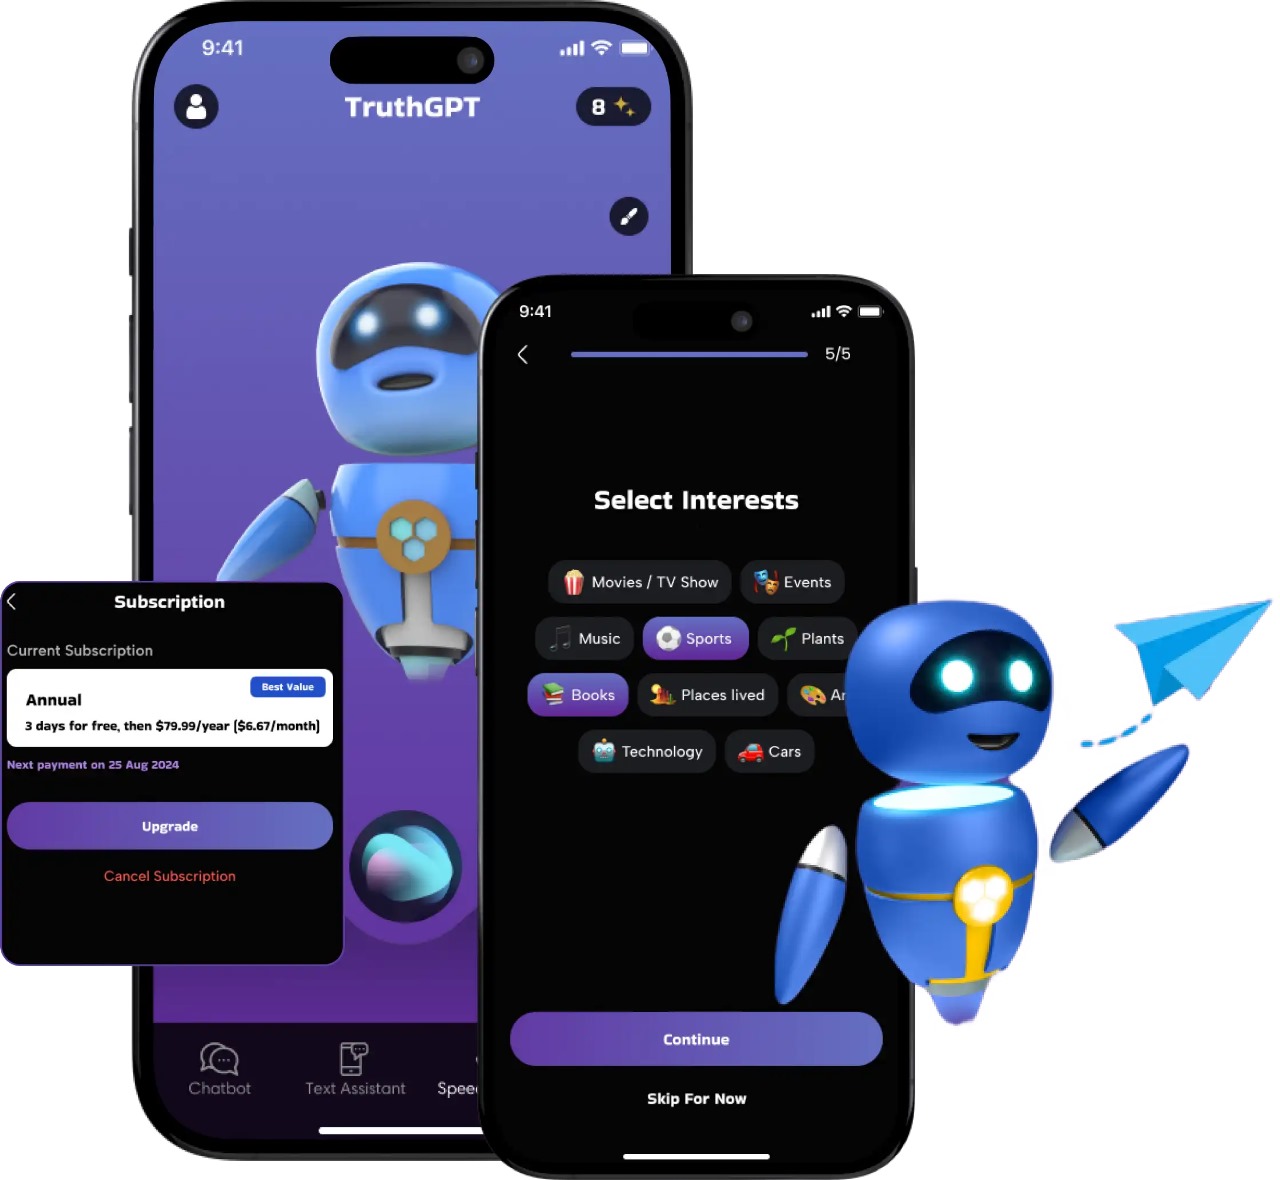 9:41
TruthGPT
8
9:41
5/5
Select Interests
Movies / TV Show
Events
Music
Sports
Plants
Books
Places lived
Technology
Cars
Subscription
Current Subscription
Best Value
Annual
3 days for free, then $79.99/year ($6.67/month)
Next payment on 25 Aug 2024
Upgrade
Cancel Subscription
Continue
Skip For Now
Chatbot
Text Assistant